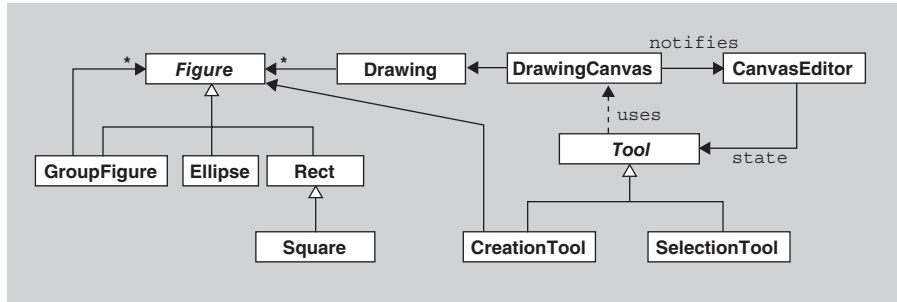 notifies
* Figure * Drawing DrawingCanvas CanvasEditor
uses
Tool state
GroupFigure Ellipse Rect
Square CreationTool SelectionTool